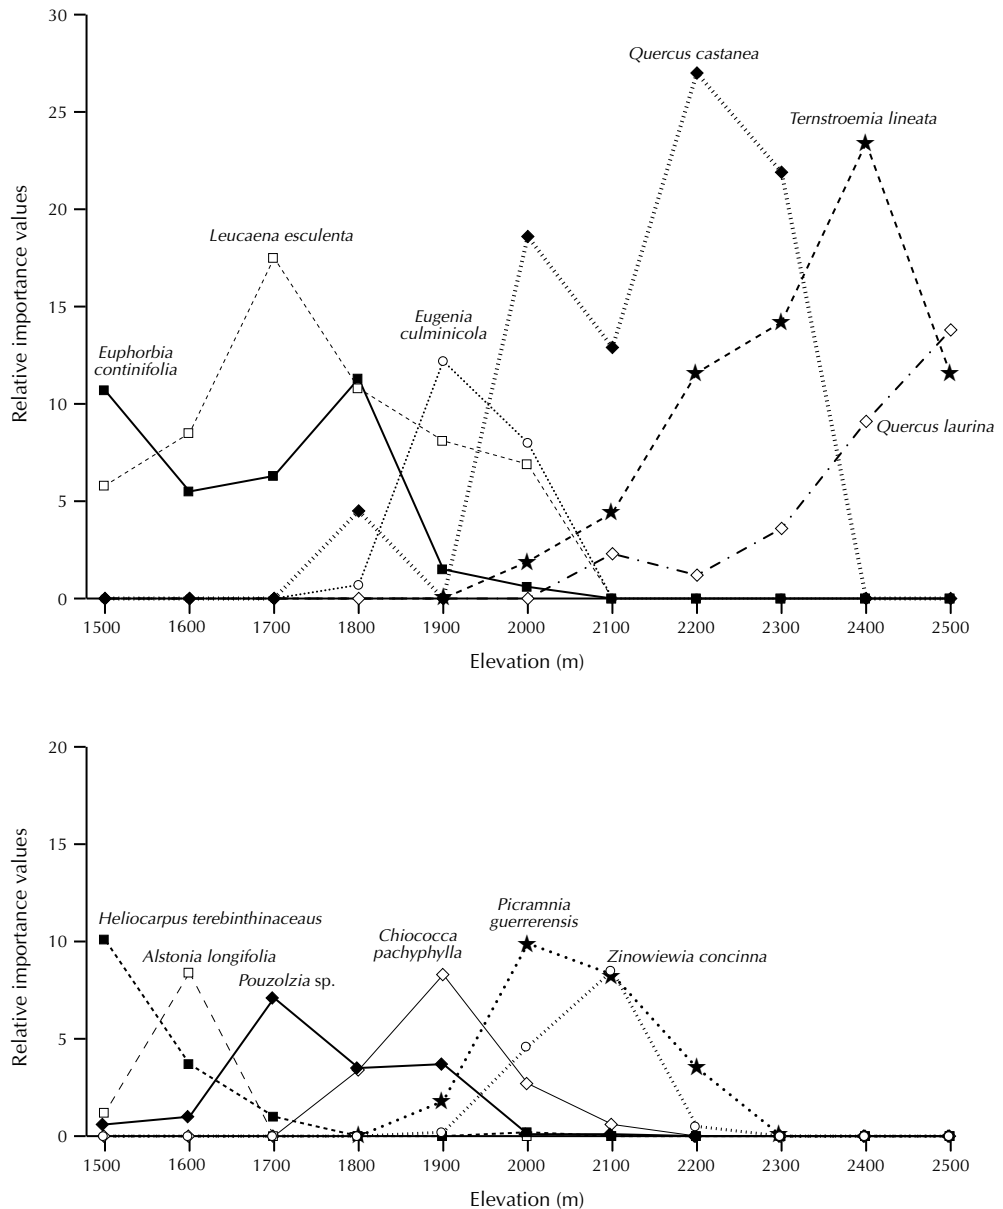 30
Quercus castanea
25
Ternstroemia lineata
20
Leucaena esculenta
15
Eugenia
culminicola
Euphorbia
continifolia
10
Quercus laurina
5
0
Relative importance values
1500 1600 1700 1800 1900 2000 2100 2200 2300 2400 2500
Elevation (m)
20
15
Picramnia
guerrerensis
Heliocarpus terebinthinaceaus
10
Chiococca
pachyphylla
Alstonia longifolia
Zinowiewia concinna
Pouzolzia sp.
5
0
Relative importance values
1500 1600 1700 1800 1900 2000 2100 2200 2300 2400 2500
Elevation (m)